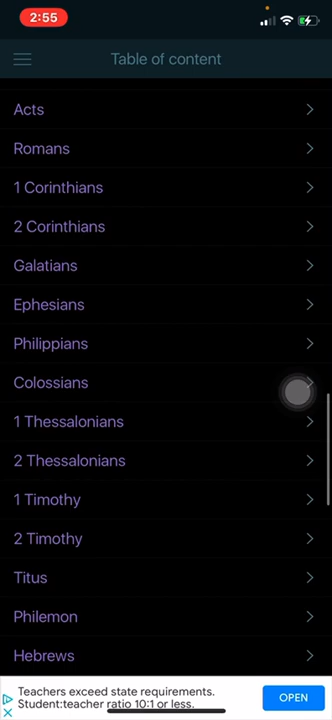 2:55
Table of content
Acts
Romans
1 Corinthians
2 Corinthians
Galatians
Ephesians
Philippians
Colossians
1 Thessalonians
2 Thessalonians
1 Timothy
2 Timothy
Titus
Philemon
Hebrews
Teachers exceed state requirements.
Student:teacher ratio 10:1 or less.
OPEN